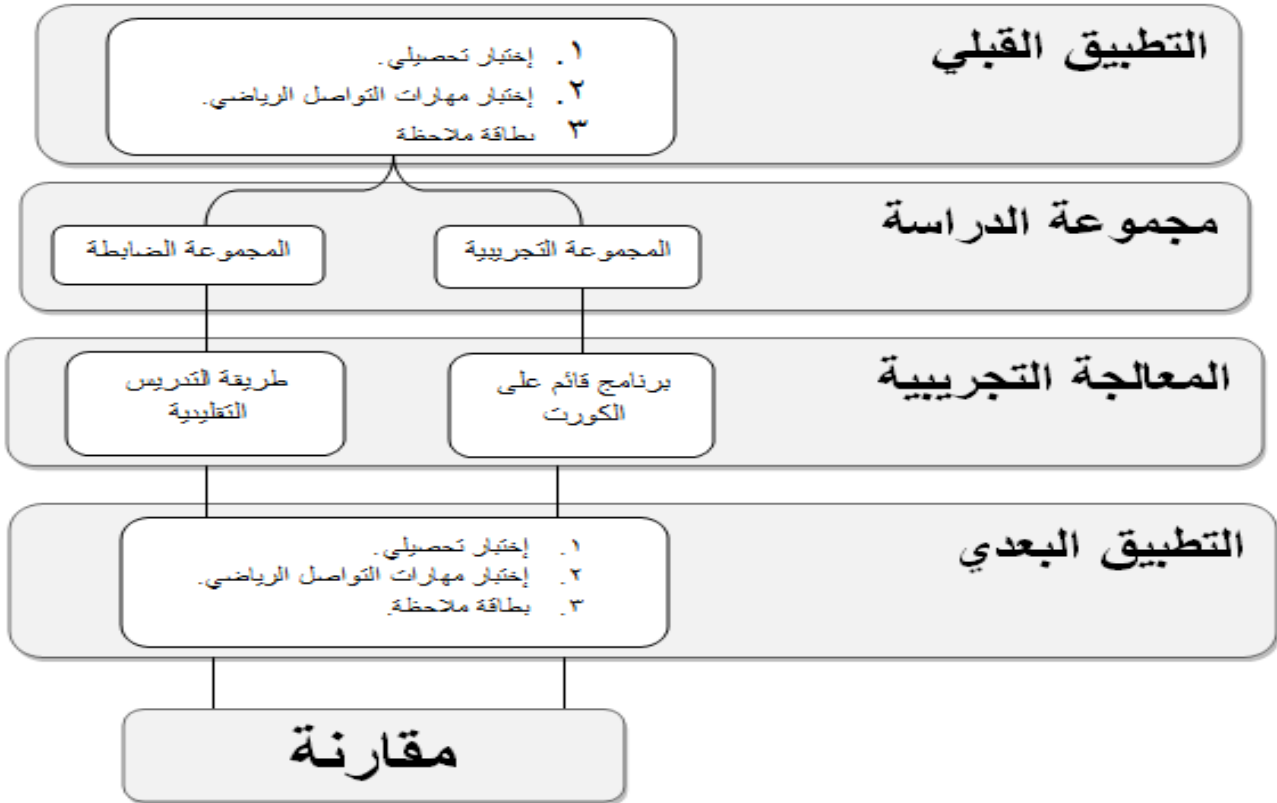 التطبيق القبلي
١. إختبار تحصيلي.
٢. إختبار مهارات التواصل الرياضي.
٣ بطاقة ملاحظة
مجموعة الدراسة
المجموعة التجريبية
المجموعة الضابطة
المعالجة التجريبية
برنامج قائم على
الكورت
طريقة التدريس
التقليدية
التطبيق البعدي
١. إختبار تحصيلي.
٢. إختبار مهارات التواصل الرياضي.
٣. بطاقة ملاحظة.
مقارنة